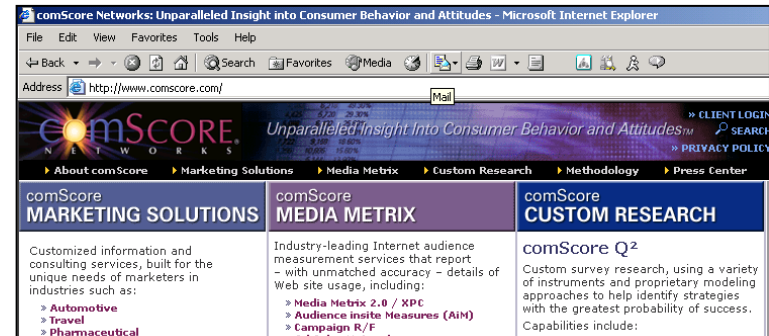 comScore Networks: Unparalleled Insight into Consumer Behavior and Attitudes - Microsoft Internet Explorer
File Edit View Favorites Tools Help
Back Search Favorites Media
Address http://www.comscore.com/
Mail
» CLIENT LOGIN
comSCORE. Unparalleled Insight Into Consumer Behavior and Attitudes™ SEARCH
NETWORKS » PRIVACY POLICY
About comScore Marketing Solutions Media Metrix Custom Research Methodology Press Center
comScore
MARKETING SOLUTIONS
Customized information and
consulting services, built for the
unique needs of marketers in
industries such as:
» Automotive
» Travel
» Pharmaceutical
comScore
MEDIA METRIX
Industry-leading Internet audience
measurement services that report
– with unmatched accuracy – details of
Web site usage, including:
» Media Metrix 2.0 / XPC
» Audience insite Measures (AiM)
» Campaign R/F
comScore
CUSTOM RESEARCH
comScore Q²
Custom survey research, using a variety
of instruments and proprietary modeling
approaches to help identify strategies
with the greatest probability of success.
Capabilities include: